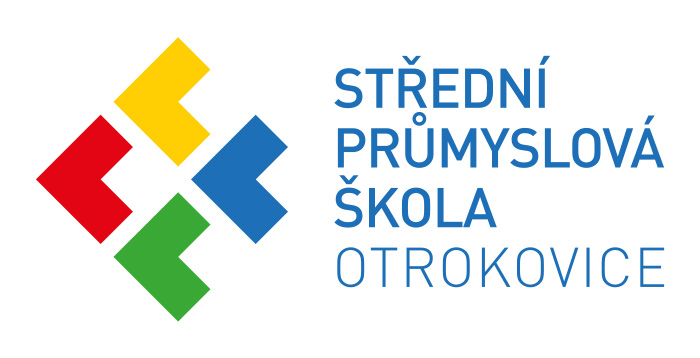 STŘEDNÍ
PRŮMYSLOVÁ
ŠKOLA
OTROKOVICE